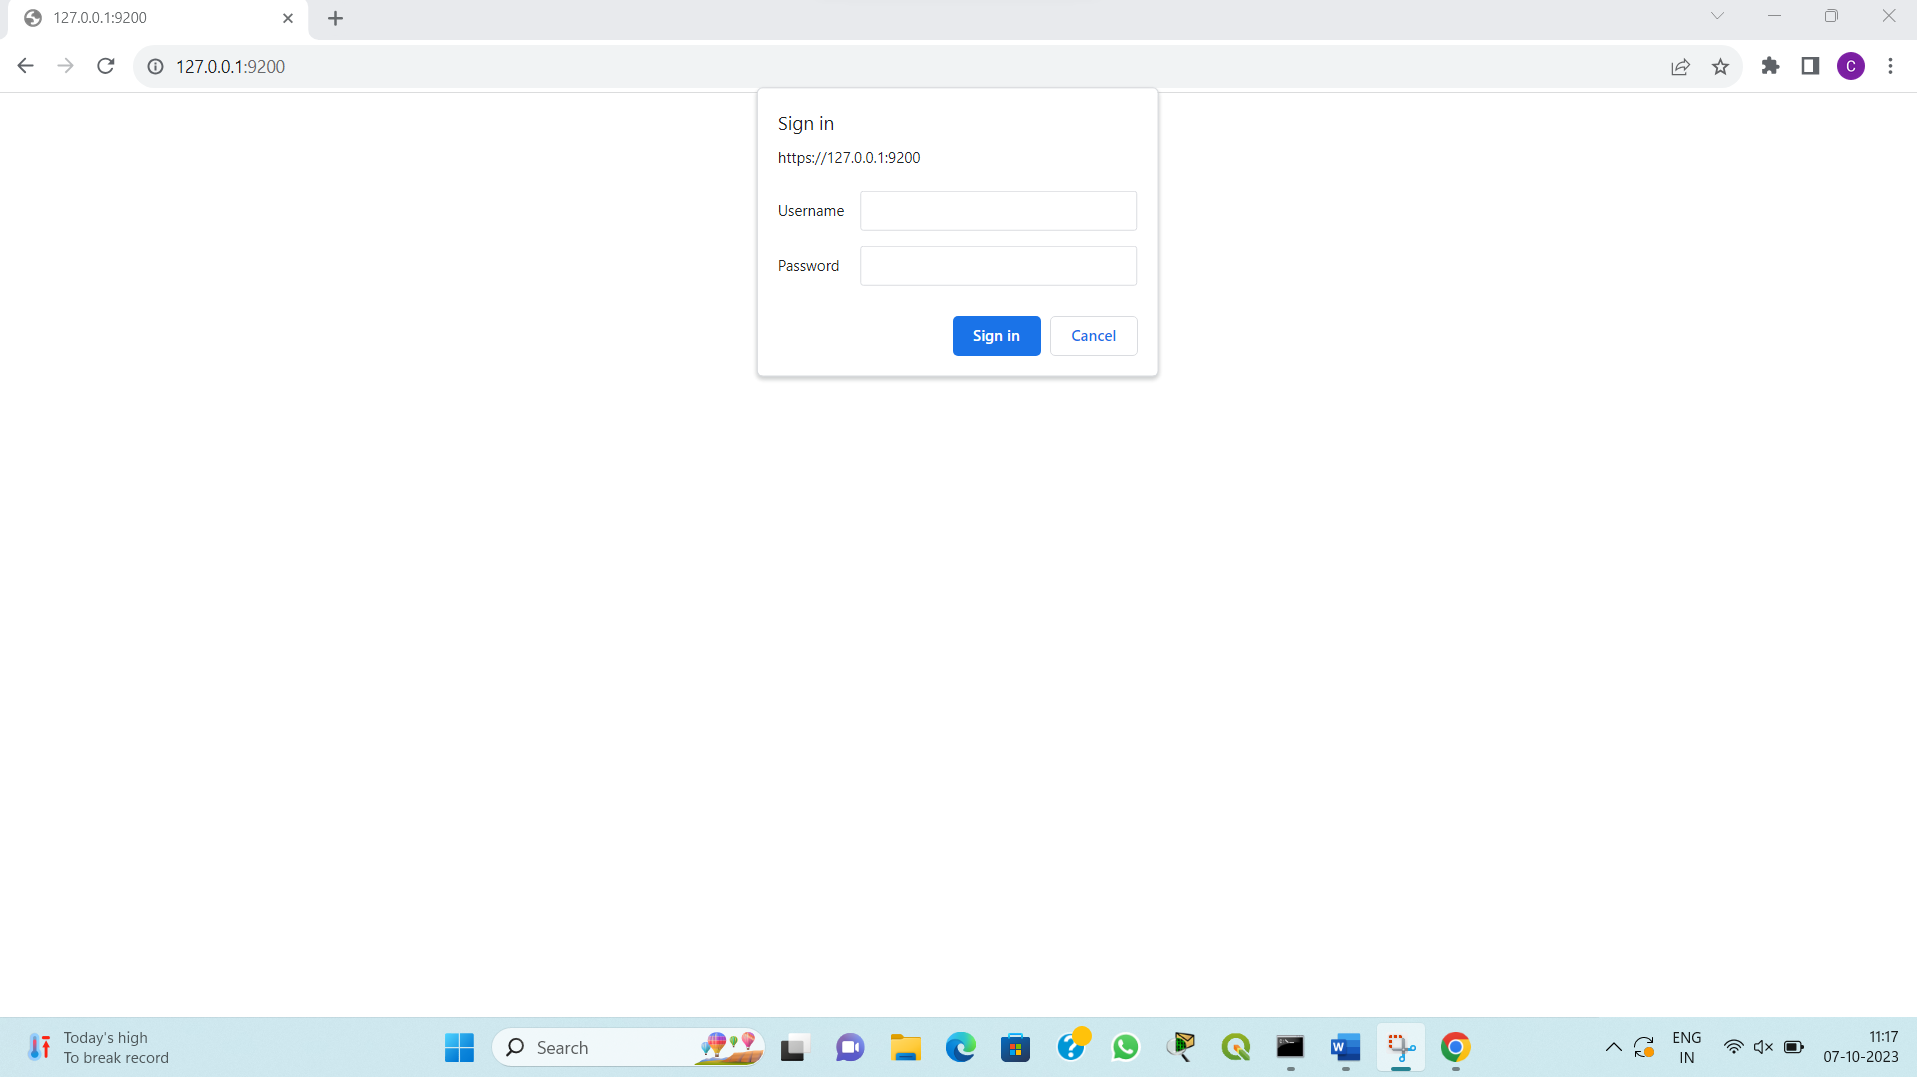 127.0.0.1:9200
127.0.0.1:9200
C
Sign in
https://127.0.0.1:9200
Username
Password
Sign in
Cancel
Today's high
To break record
Search
ENG
IN
11:17
07-10-2023